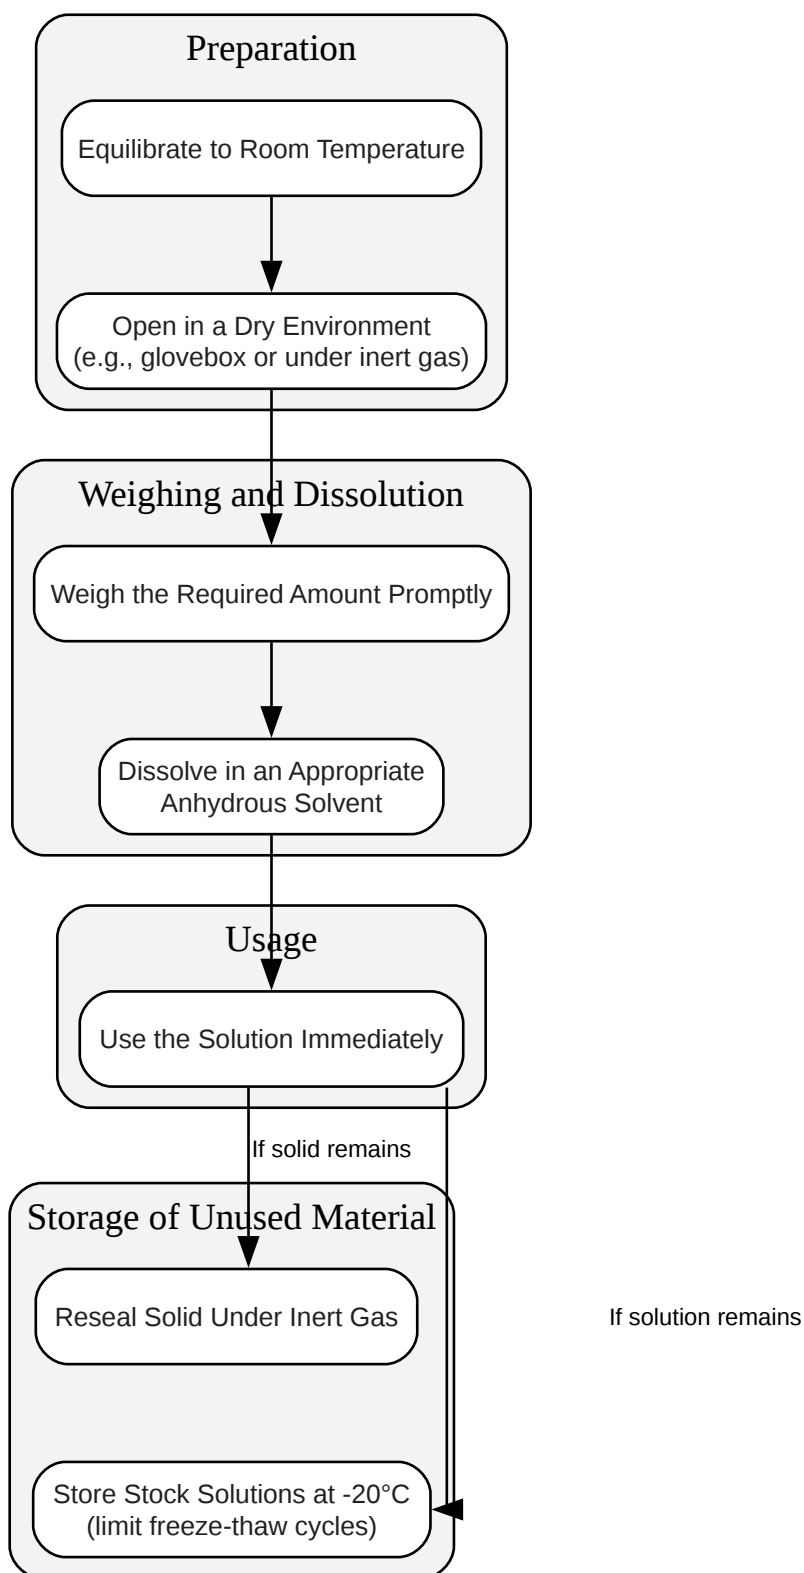 Preparation
Equilibrate to Room Temperature
Open in a Dry Environment
(e.g., glovebox or under inert gas)
Weighing and Dissolution
Weigh the Required Amount Promptly
Dissolve in an Appropriate
Anhydrous Solvent
Usage
Use the Solution Immediately
If solid remains
Storage of Unused Material
Reseal Solid Under Inert Gas
If solution remains
Store Stock Solutions at -20°C
(limit freeze-thaw cycles)